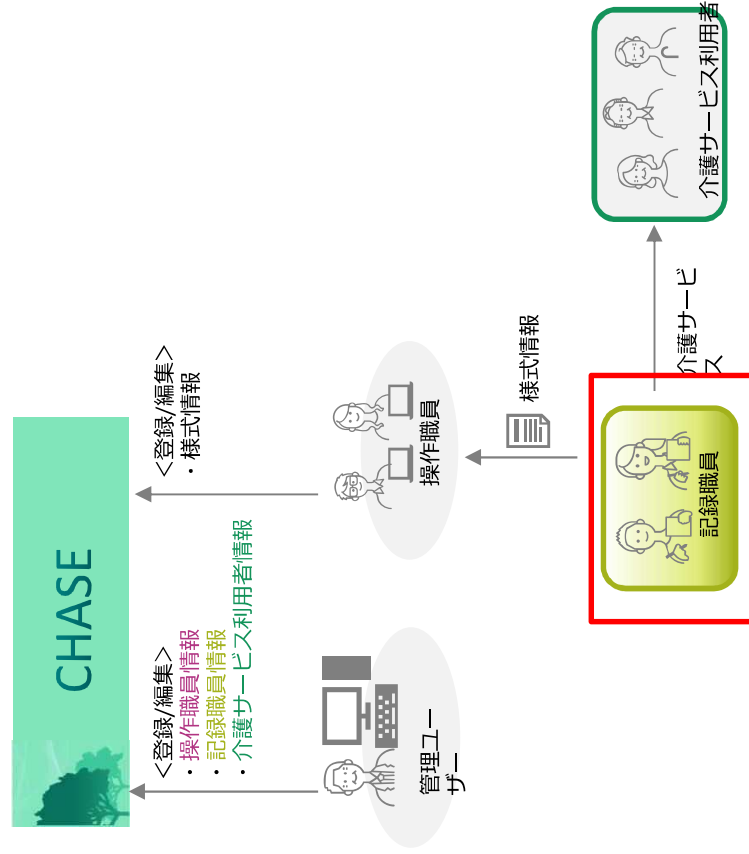 CHASE
＜登録/編集＞
・操作職員情報
・記録職員情報
・介護サービス利用者情報
＜登録/編集＞
・様式情報
管理ユー
ザー
操作職員
様式情報
記録職員
介護サービ
ス
介護サービス利用者